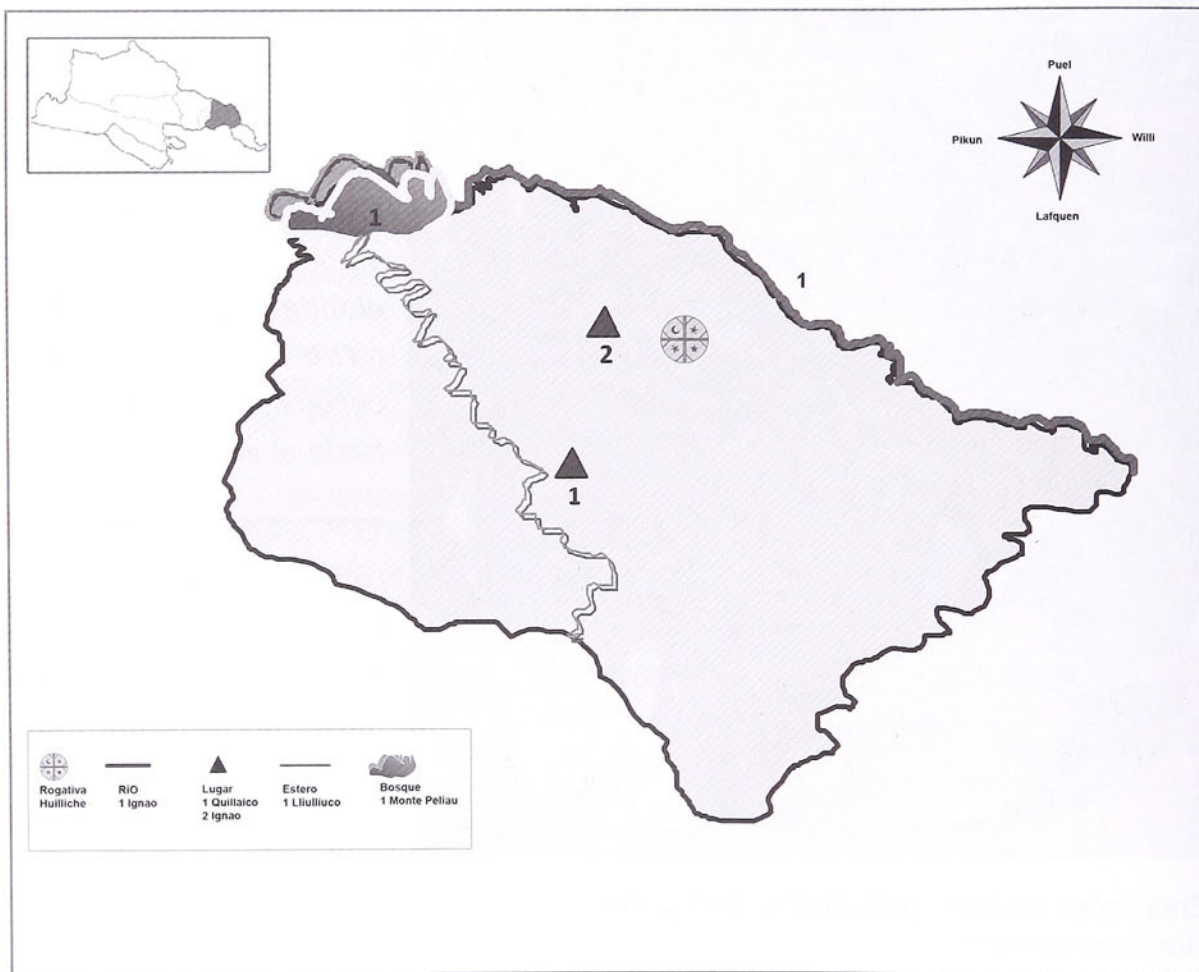 Puel
Pikun
Willi
Lafquen
1
1
2
1
Rogativa
Huilliche
RíO
1 Ignao
Lugar
1 Quillaico
2 Ignao
Estero
1 Lliulliuco
Bosque
1 Monte Peliau